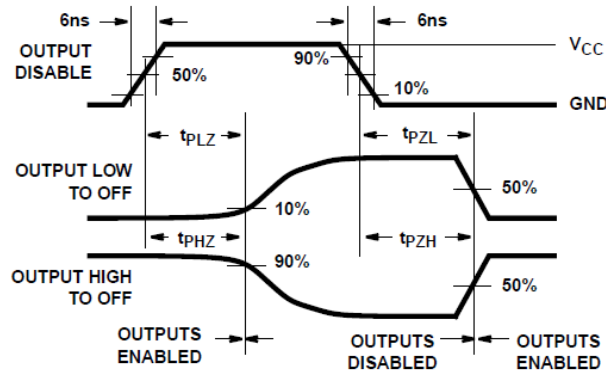 6ns
6ns
OUTPUT
DISABLE
50%
90%
10%
VCC
GND
tPLZ
tPZL
OUTPUT LOW
TO OFF
10%
50%
tPHZ
tPZH
OUTPUT HIGH
TO OFF
90%
50%
OUTPUTS
ENABLED
OUTPUTS
DISABLED
OUTPUTS
ENABLED